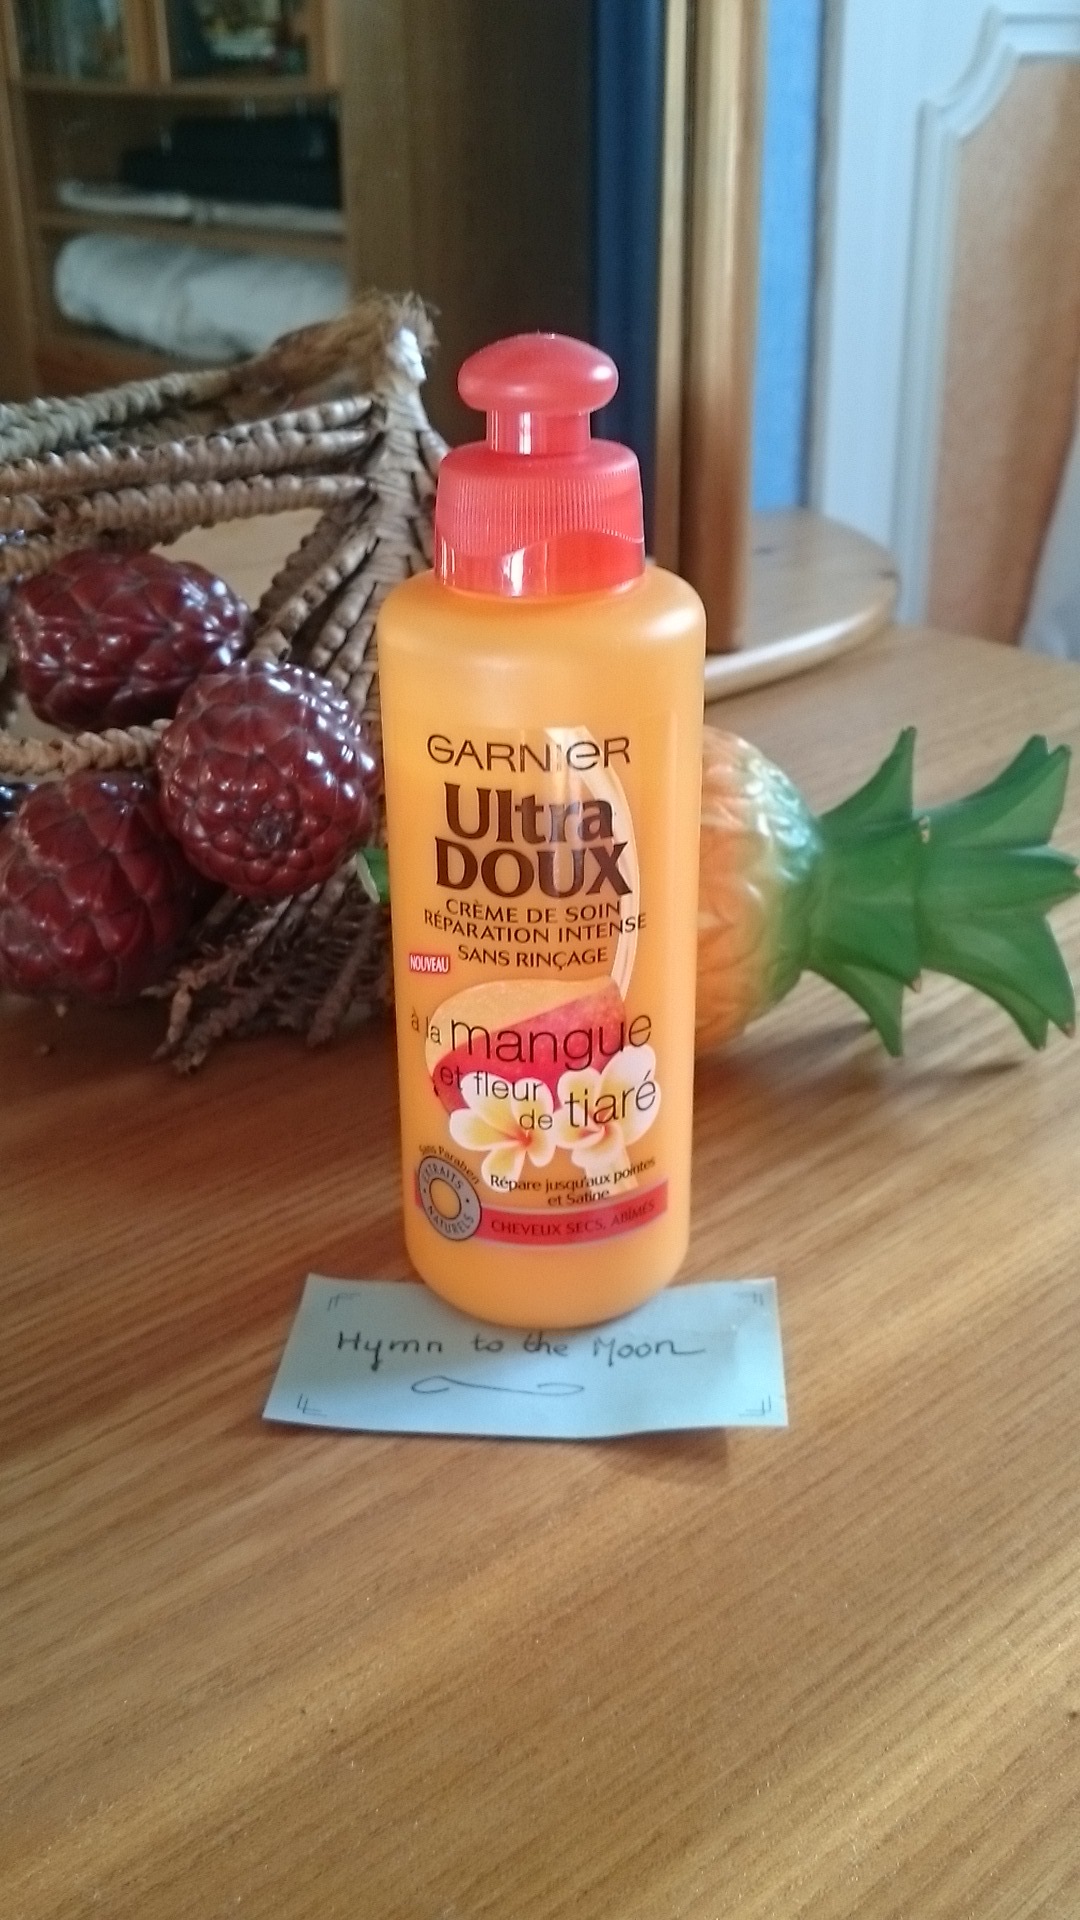 GARNIER
Ultra
DOUX
CRÈME DE SOIN
RÉPARATION INTENSE
SANS RINÇAGE
NOUVEAU
à la mangue
et fleur
de tiaré
Sans Paraben
EXTRAITS
NATURELS
Répare jusqu'aux pointes
et Satine
CHEVEUX SECS, ABÎMÉS
Hymn to the Moon